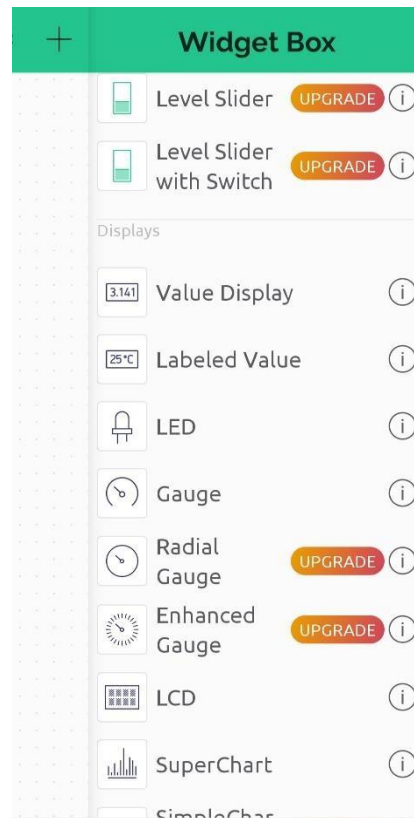 + Widget Box
Level Slider UPGRADE i
Level Slider
with Switch UPGRADE i
Displays
3.141 Value Display i
25°C Labeled Value i
LED i
Gauge i
Radial
Gauge UPGRADE i
Enhanced
Gauge UPGRADE i
LCD i
SuperChart i
SimpleChar